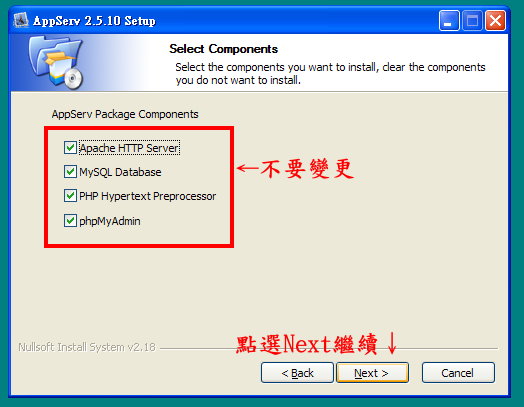 AppServ 2.5.10 Setup
Select Components
Select the components you want to install, clear the components
you do not want to install.
AppServ Package Components
Apache HTTP Server
MySQL Database
PHP Hypertext Preprocessor
phpMyAdmin
←不要變更
點選Next繼續↓
Nullsoft Install System v2.18
< Back
Next >
Cancel